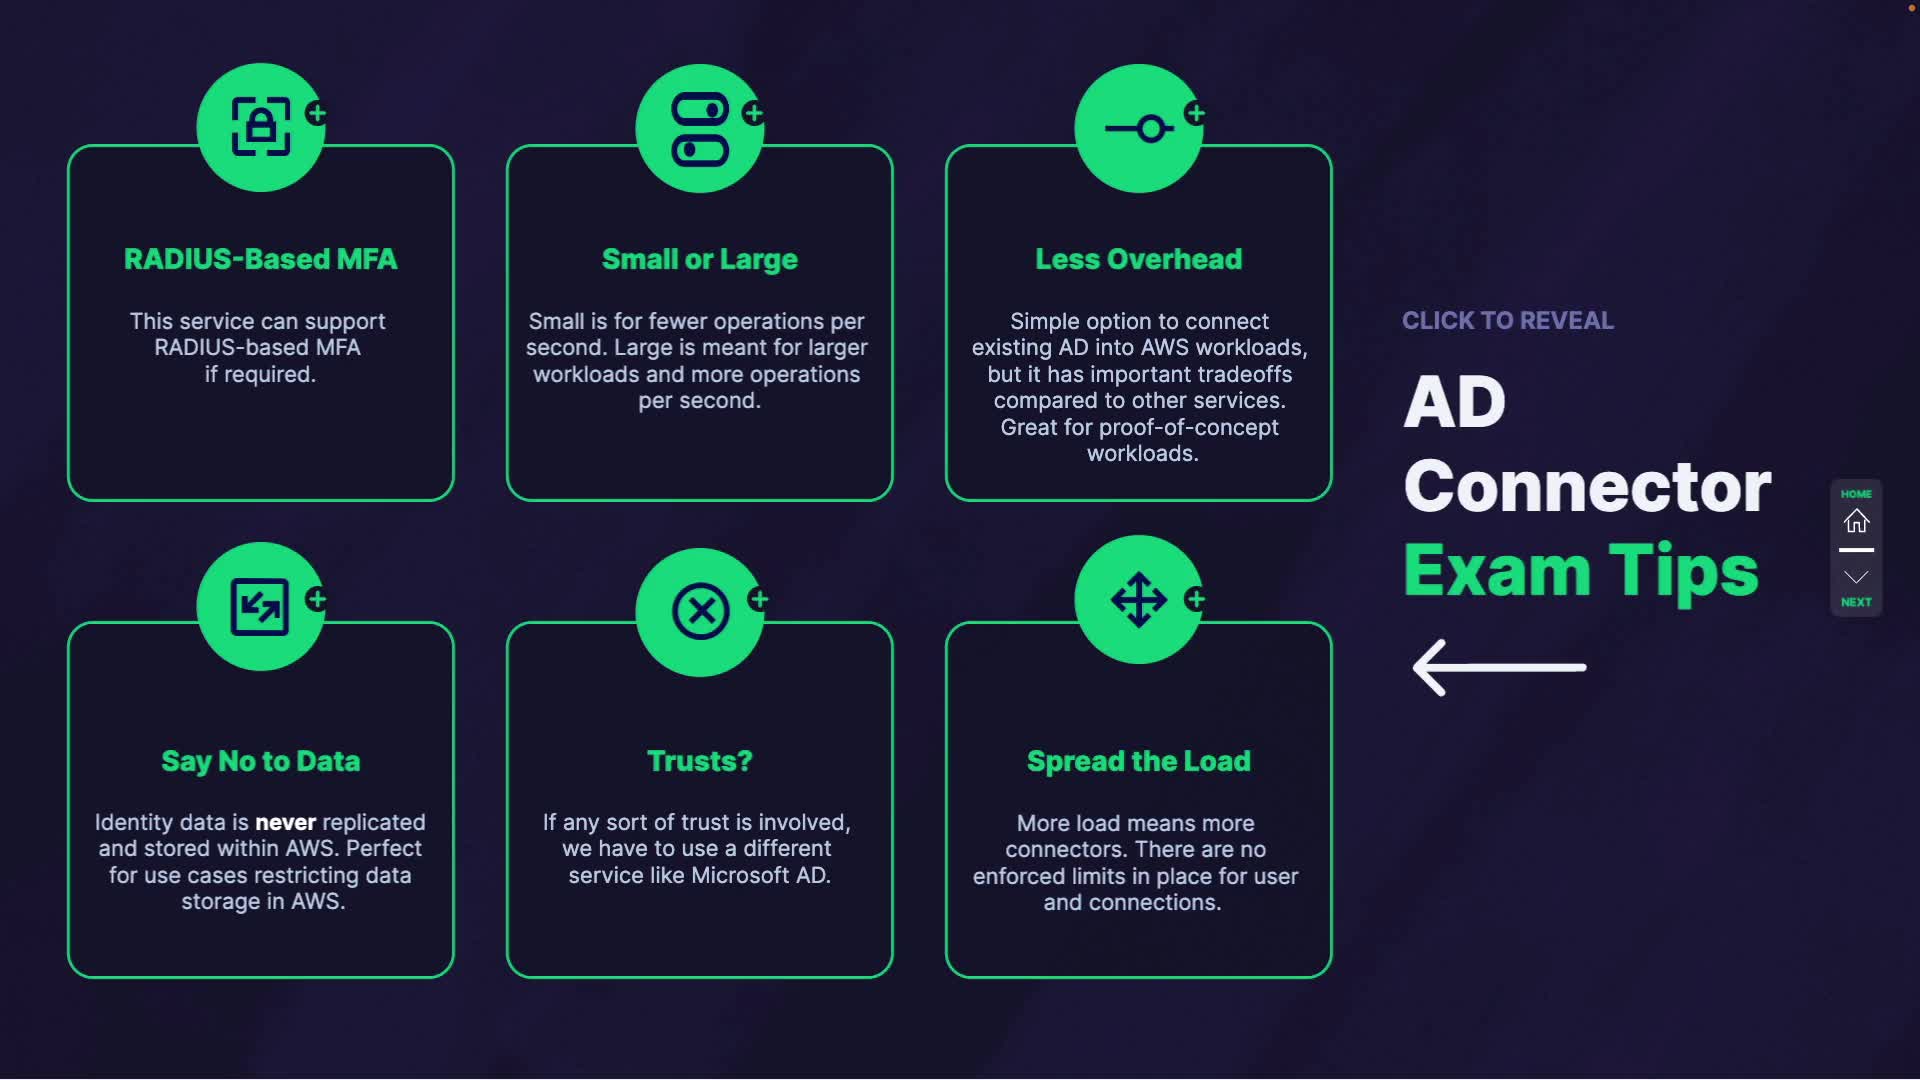 RADIUS-Based MFA
This service can support
RADIUS-based MFA
if required.
Small or Large
Small is for fewer operations per
second. Large is meant for larger
workloads and more operations
per second.
Less Overhead
Simple option to connect
existing AD into AWS workloads,
but it has important tradeoffs
compared to other services.
Great for proof-of-concept
workloads.
Say No to Data
Identity data is never replicated
and stored within AWS. Perfect
for use cases restricting data
storage in AWS.
Trusts?
If any sort of trust is involved,
we have to use a different
service like Microsoft AD.
Spread the Load
More load means more
connectors. There are no
enforced limits in place for user
and connections.
CLICK TO REVEAL
AD
Connector
Exam Tips
HOME
NEXT